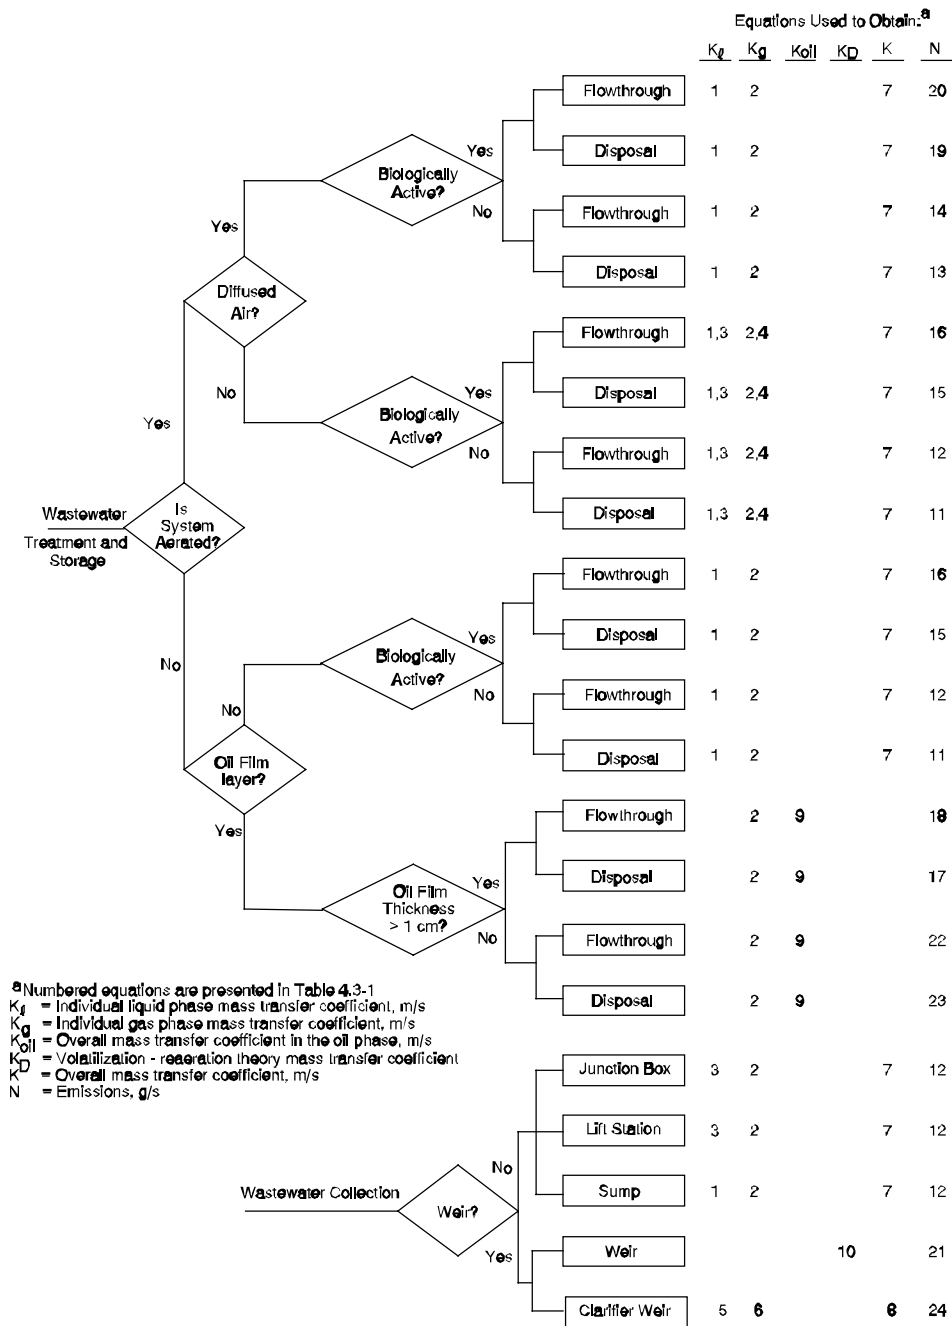 Equations Used to Obtain:a
Kℓ Kg Koil KD K N
Flowthrough 1 2 7 20
Yes
Disposal 1 2 7 19
Biologically
Active?
No
Flowthrough 1 2 7 14
Yes
Disposal 1 2 7 13
Diffused
Air?
Flowthrough 1,3 2,4 7 16
No
Yes
Disposal 1,3 2,4 7 15
Biologically
Active?
Yes
No
Flowthrough 1,3 2,4 7 12
Disposal 1,3 2,4 7 11
Is
System
Aerated?
Wastewater
Treatment and
Storage
Flowthrough 1 2 7 16
Yes
Disposal 1 2 7 15
Biologically
Active?
No
No
Flowthrough 1 2 7 12
No
Disposal 1 2 7 11
Oil Film
layer?
Flowthrough 2 9 18
Yes
Disposal 2 9 17
Oil Film
Thickness
> 1 cm?
Yes
No
Flowthrough 2 9 22
Disposal 2 9 23
aNumbered equations are presented in Table 4.3-1
Kℓ = Individual liquid phase mass transfer coefficient, m/s
Kg = Individual gas phase mass transfer coefficient, m/s
Koil = Overall mass transfer coefficient in the oil phase, m/s
KD = Volatilization - reaeration theory mass transfer coefficient
K = Overall mass transfer coefficient, m/s
N = Emissions, g/s
Junction Box 3 2 7 12
Lift Station 3 2 7 12
No
Sump 1 2 7 12
Wastewater Collection
Weir?
Yes
Weir 10 21
Clarifier Weir 5 6 8 24